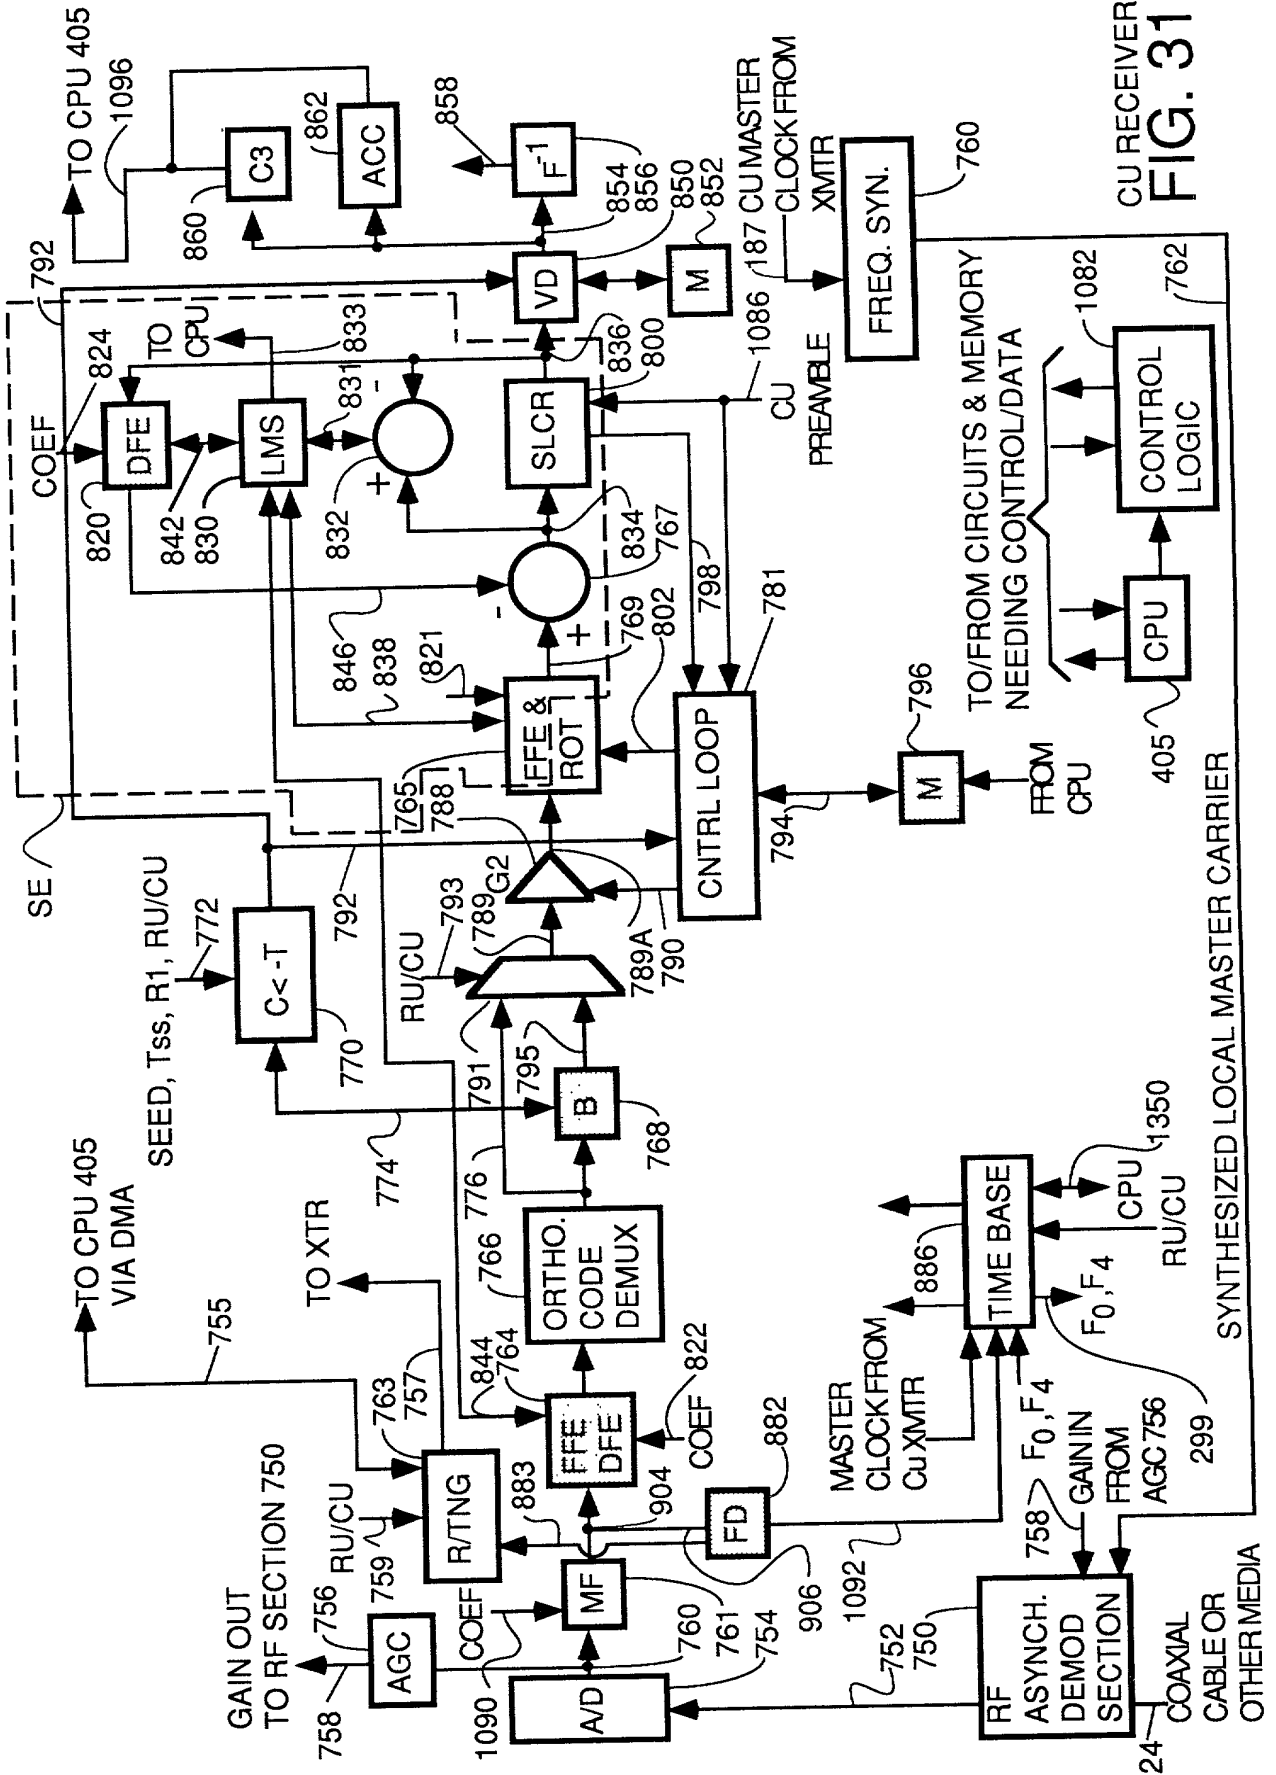 GAIN OUT
TO RF SECTION 750
758
756
AGC
RU/CU
759
TO CPU 405
VIA DMA
755
763
757
R/TNG
TO XTR
COEF
1090
883
MF
A/D
760
761
754
844
764
FFE
DFE
904
COEF
822
FD
882
906
1092
766
ORTHO.
CODE
DEMUX
776
774
SEED, Tss, R1, RU/CU
772
C<-T
770
SE
792
791
795
B
768
RU/CU
793
789
G2
789A
790
765
788
792
FFE &
ROT
821
846
838
769
802
CNTRL LOOP
781
794
M
796
FROM
CPU
COEF
824
792
DFE
820
842
830
LMS
832
831
TO
CPU
833
+
-
-
+
834
767
798
SLCR
836
800
CU
PREAMBLE
1086
VD
850
852
M
854
856
F-1
858
TO CPU 405
1096
860
C3
862
ACC
187
CU MASTER
CLOCK FROM
XMTR
FREQ. SYN.
760
TO/FROM CIRCUITS & MEMORY
NEEDING CONTROL/DATA
CPU
405
CONTROL
LOGIC
1082
762
SYNTHESIZED LOCAL MASTER CARRIER
MASTER
CLOCK FROM
Cu XMTR
886
TIME BASE
F0,F4
299
CPU
1350
RU/CU
F0,F4
758
GAIN IN
FROM
AGC 756
752
750
RF
ASYNCH.
DEMOD
SECTION
24
COAXIAL
CABLE OR
OTHER MEDIA
CU RECEIVER
FIG. 31